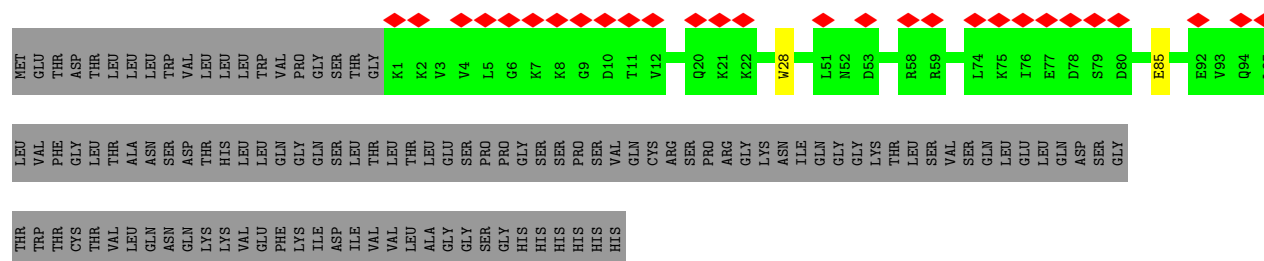 MET GLU THR ASP THR LEU LEU LEU TRP VAL LEU LEU LEU TRP VAL PRO GLY SER THR GLY K1 K2 V3 V4 L5 G6 K7 K8 G9 D10 T11 V12 Q20 K21 K22 W28 L51 N52 D53 R58 R59 L74 K75 I76 E77 D78 S79 D80 E85 E92 V93 Q94
LEU VAL PHE GLY LEU THR ALA ASN SER ASP THR HIS LEU LEU GLN GLY GLN SER LEU THR LEU THR LEU GLU SER PRO PRO GLY SER SER PRO SER VAL GLN CYS ARG SER PRO ARG GLY LYS ASN ILE GLN GLY GLY LYS THR LEU SER VAL SER GLN LEU GLU LEU GLN ASP SER GLY
THR TRP THR CYS THR VAL LEU GLN ASN GLN LYS LYS VAL GLU PHE LYS ILE ASP ILE VAL VAL LEU ALA GLY GLY SER GLY HIS HIS HIS HIS HIS HIS